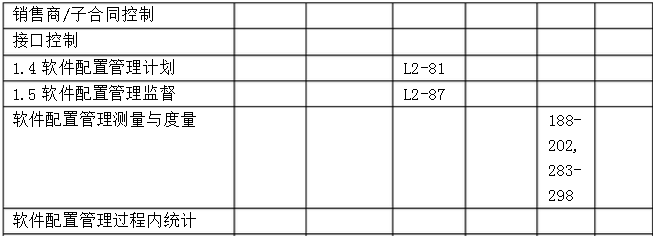 销售商/子合同控制
接口控制
1.4 软件配置管理计划 L2-81
1.5 软件配置管理监督 L2-87
软件配置管理测量与度量 188-
202,
283-
298
软件配置管理过程内统计